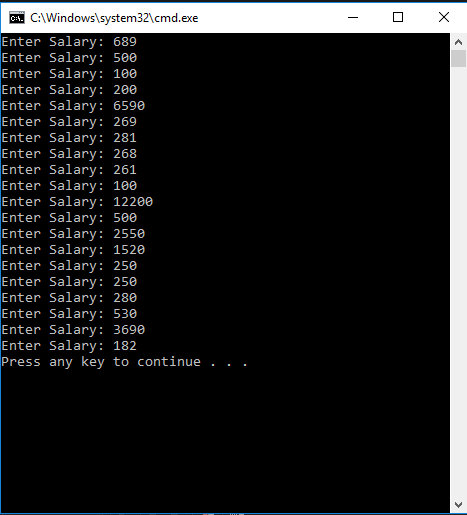 C:\Windows\system32\cmd.exe
Enter Salary: 689
Enter Salary: 500
Enter Salary: 100
Enter Salary: 200
Enter Salary: 6590
Enter Salary: 269
Enter Salary: 281
Enter Salary: 268
Enter Salary: 261
Enter Salary: 100
Enter Salary: 12200
Enter Salary: 500
Enter Salary: 2550
Enter Salary: 1520
Enter Salary: 250
Enter Salary: 250
Enter Salary: 280
Enter Salary: 530
Enter Salary: 3690
Enter Salary: 182
Press any key to continue . . .